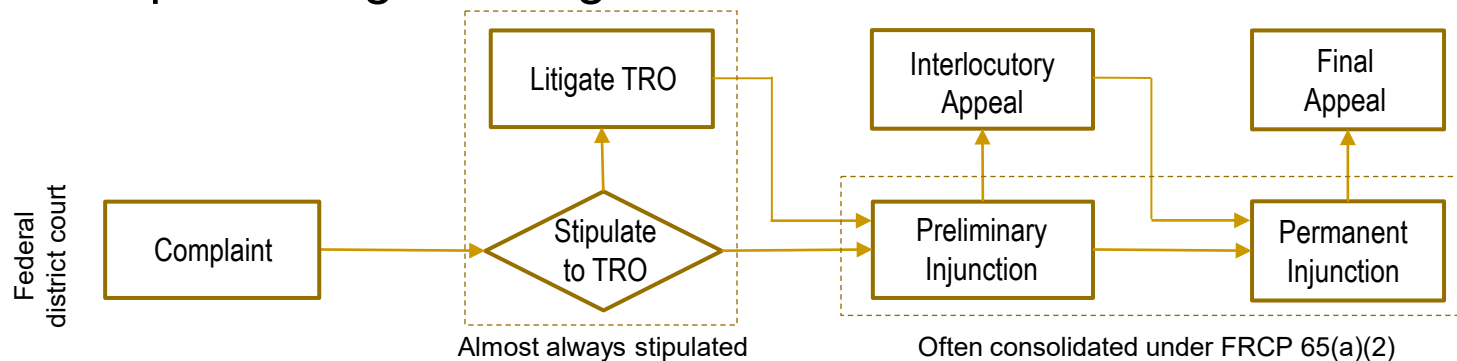 Litigate TRO
Interlocutory
Appeal
Final
Appeal
Federal
district court
Complaint
Stipulate
to TRO
Preliminary
Injunction
Permanent
Injunction
Almost always stipulated
Often consolidated under FRCP 65(a)(2)